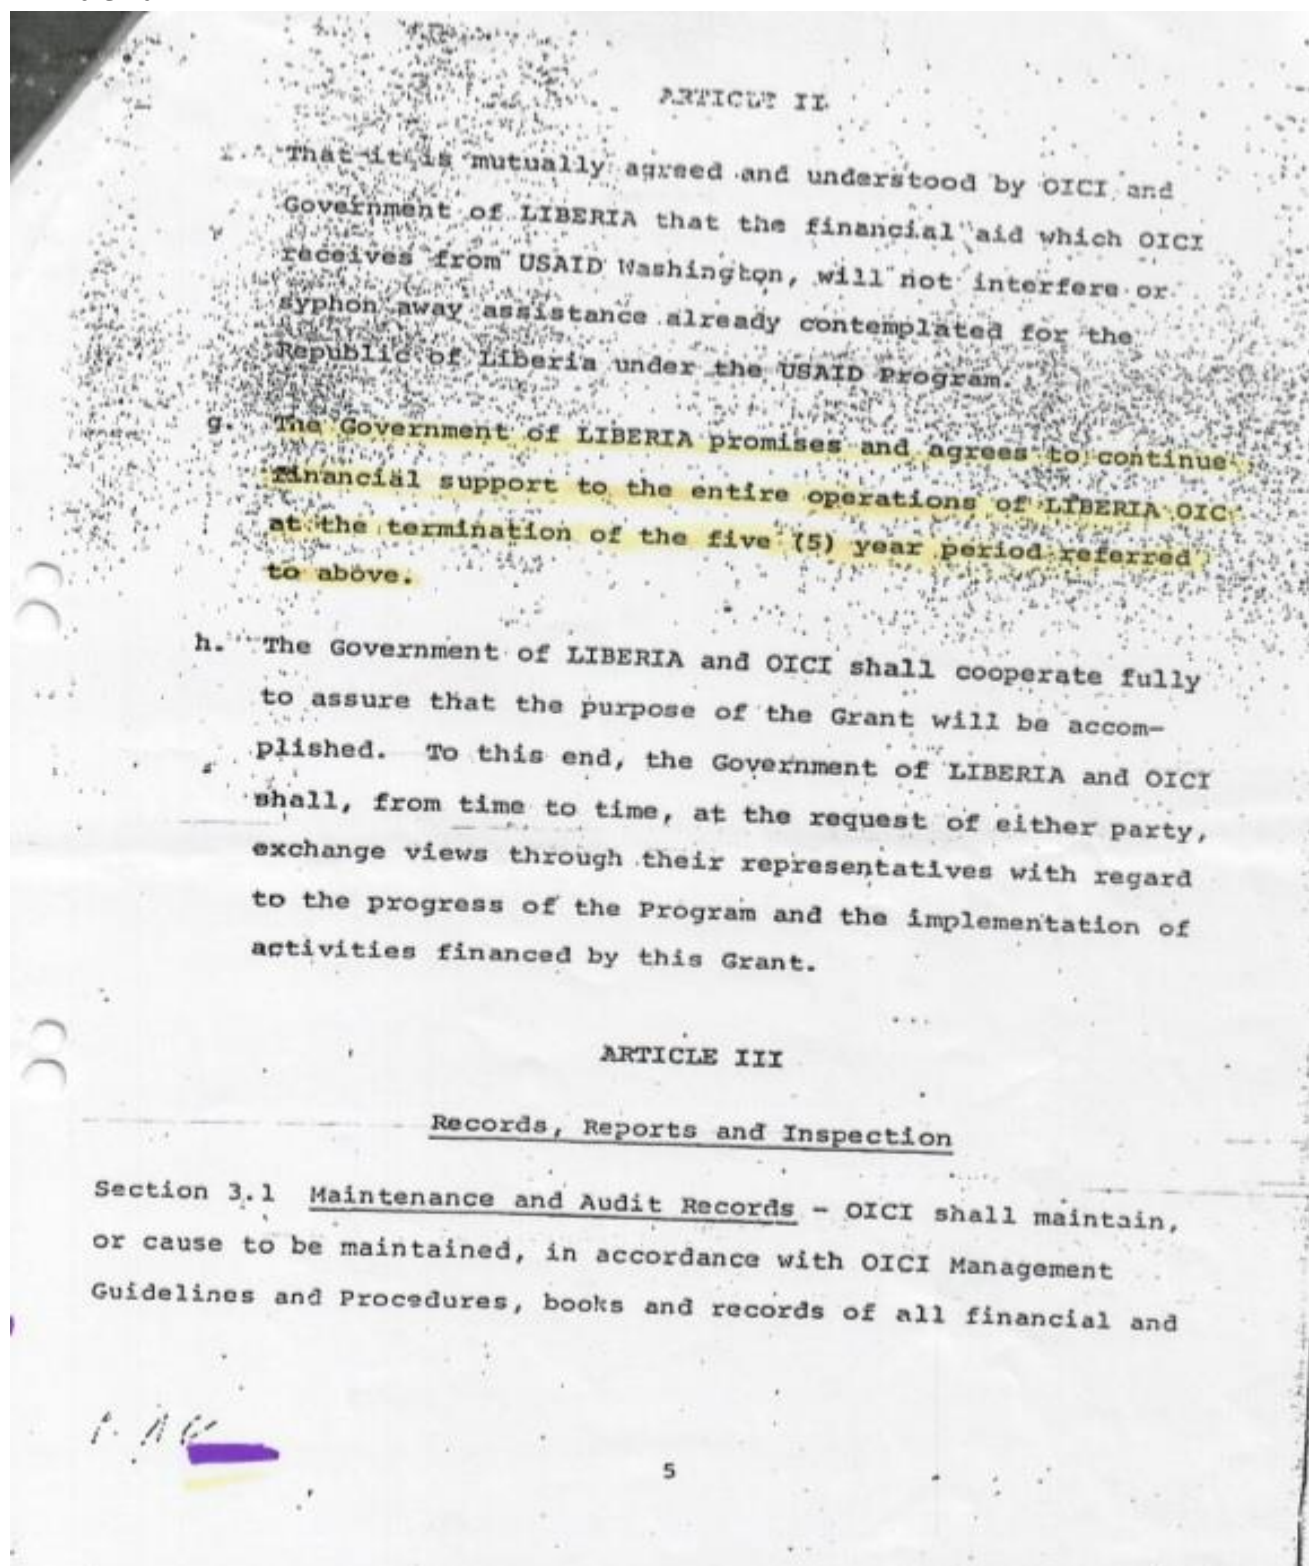 ARTICLE II
That it is mutually agreed and understood by OICI and
Government of LIBERIA that the financial aid which OICI
receives from USAID Washington, will not interfere or
syphon away assistance already contemplated for the
Republic of Liberia under the USAID Program.
g. The Government of LIBERIA promises and agrees to continue
financial support to the entire operations of LIBERIA OIC
at the termination of the five (5) year period referred
to above.
h. The Government of LIBERIA and OICI shall cooperate fully
to assure that the purpose of the Grant will be accom-
plished. To this end, the Government of LIBERIA and OICI
shall, from time to time, at the request of either party,
exchange views through their representatives with regard
to the progress of the Program and the implementation of
activities financed by this Grant.
ARTICLE III
Records, Reports and Inspection
Section 3.1 Maintenance and Audit Records - OICI shall maintain,
or cause to be maintained, in accordance with OICI Management
Guidelines and Procedures, books and records of all financial and
5